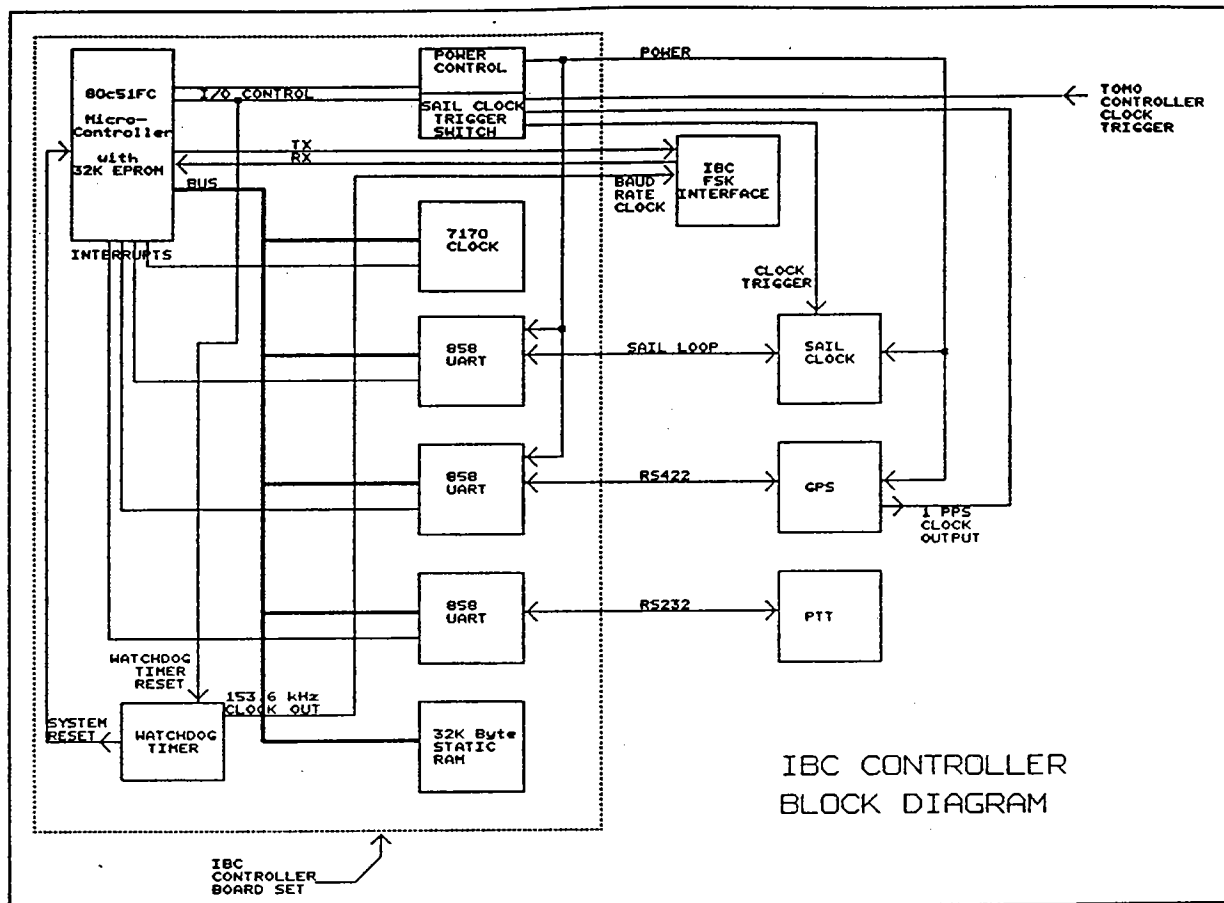 80c51FC
Micro-
Controller
with
32K EPROM
I/O CONTROL
POWER
CONTROL
SAIL CLOCK
TRIGGER
SWITCH
POWER
TOMO
CONTROLLER
CLOCK
TRIGGER
TX
RX
BUS
IBC
FSK
INTERFACE
BAUD
RATE
CLOCK
INTERRUPTS
7170
CLOCK
CLOCK
TRIGGER
858
UART
SAIL LOOP
SAIL
CLOCK
858
UART
RS422
GPS
1 PPS
CLOCK
OUTPUT
858
UART
RS232
PTT
WATCHDOG
TIMER
RESET
153.6 kHz
CLOCK OUT
SYSTEM
RESET
WATCHDOG
TIMER
32K Byte
STATIC
RAM
IBC CONTROLLER
BLOCK DIAGRAM
IBC
CONTROLLER
BOARD SET